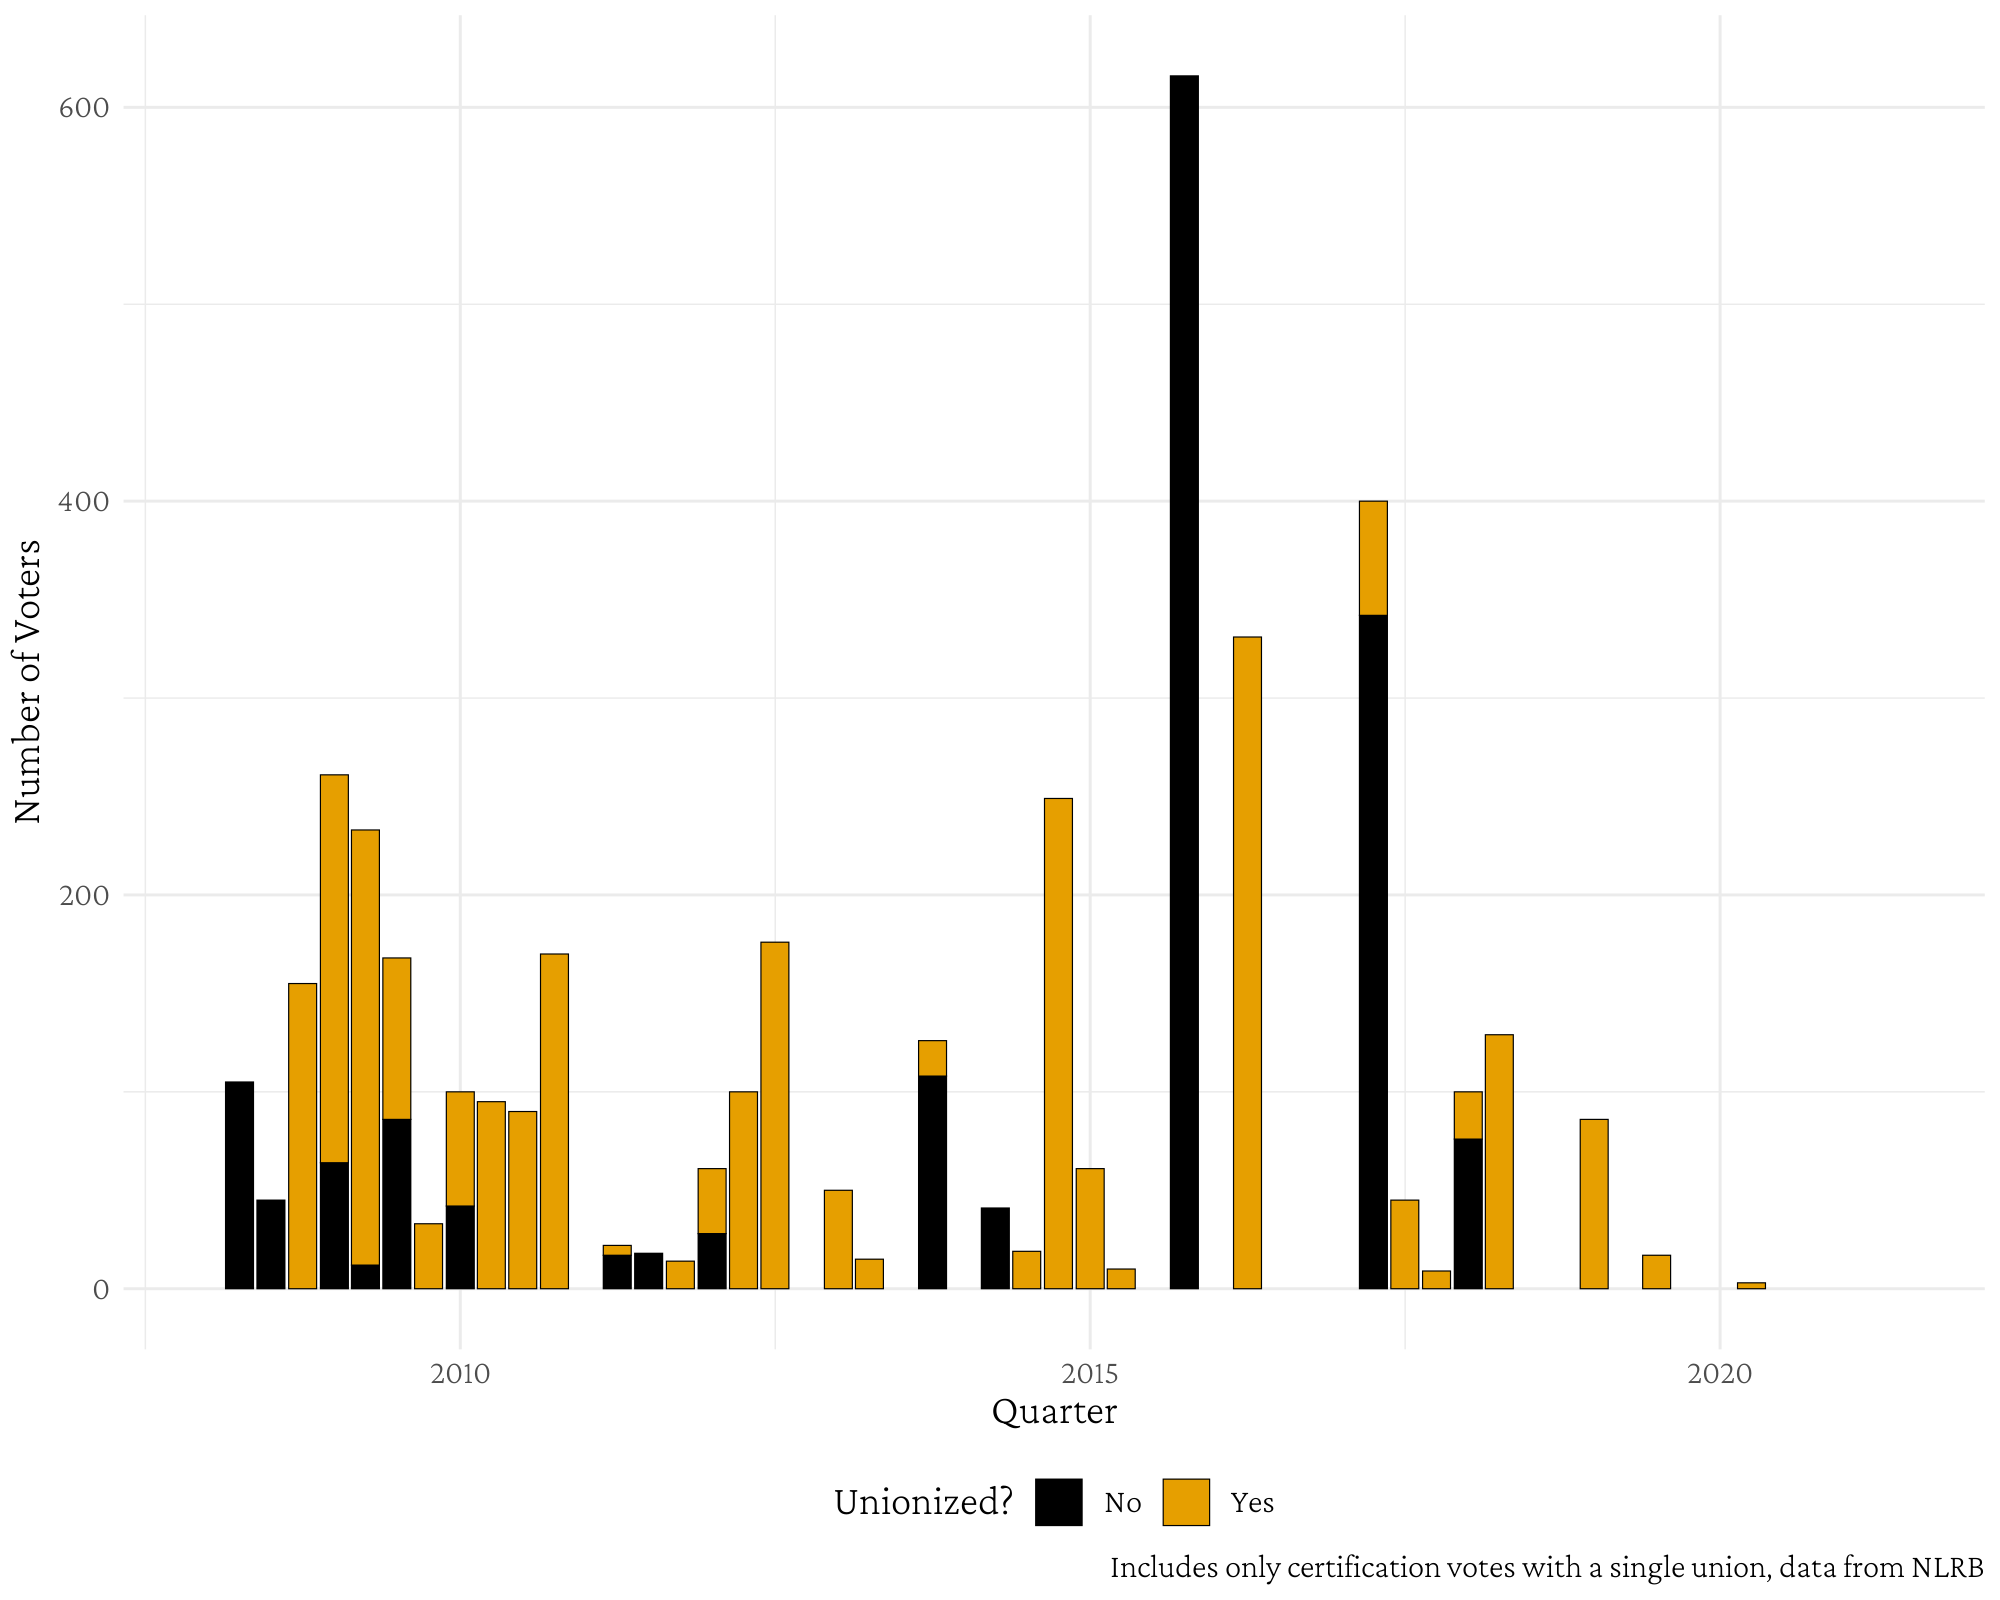 600
400
200
0
Number of Voters
2010 2015 2020
Quarter
Unionized? No Yes
Includes only certification votes with a single union, data from NLRB